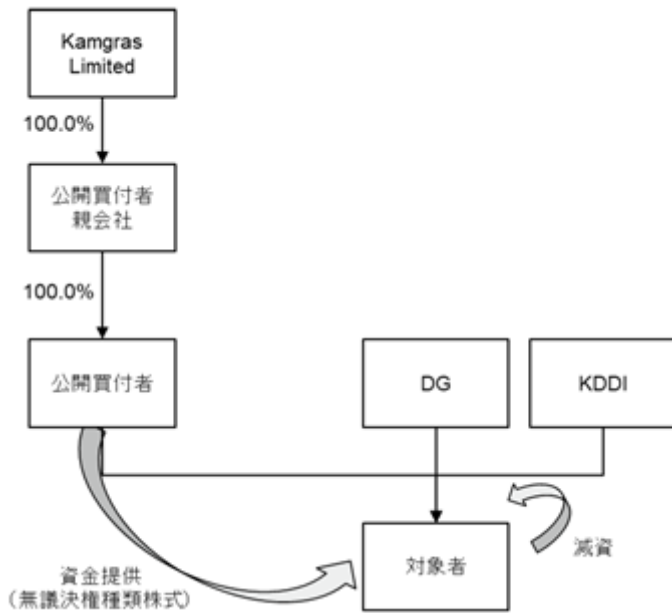 Kamgras
Limited
100.0%
公開買付者
親会社
100.0%
公開買付者
DG
KDDI
対象者
減資
資金提供
（無議決権種類株式）